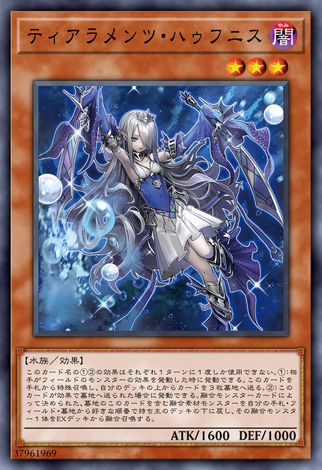 ティアラメンツ・ハゥフニス
やみ
闇
【水族／効果】
このカード名の①②の効果はそれぞれ１ターンに１度しか使用できない。①：相
手がフィールドのモンスターの効果を発動した時に発動できる。このカードを
手札から特殊召喚し、自分のデッキの上からカードを３枚墓地へ送る。②：この
カードが効果で墓地へ送られた場合に発動できる。融合モンスターカードによ
って決められた、墓地のこのカードを含む融合素材モンスターを自分の手札・フ
ィールド・墓地から好きな順番で持ち主のデッキの下に戻し、その融合モンスタ
ー１体をEXデッキから融合召喚する。
ATK/1600 DEF/1000
37961969